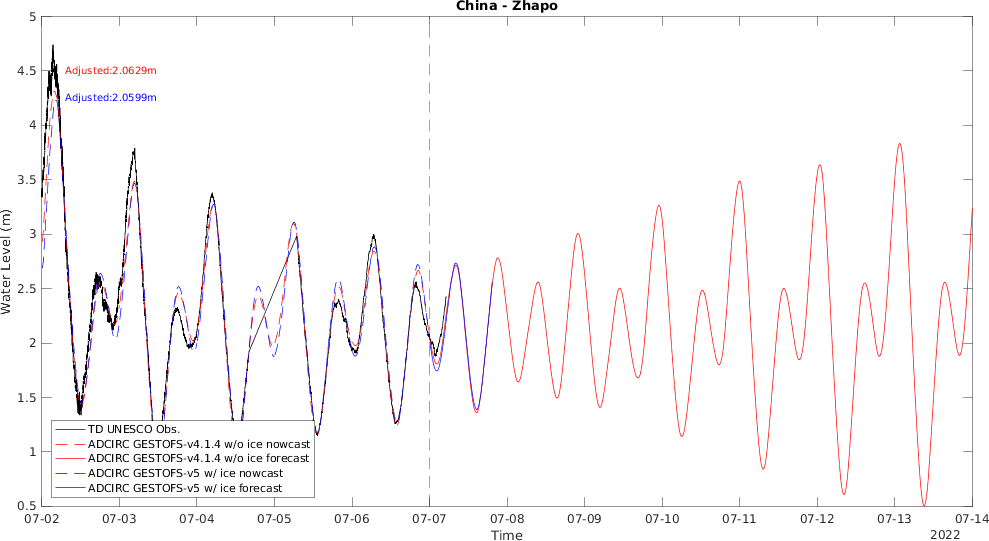 China - Zhapo
5
4.5
4
3.5
3
2.5
2
1.5
1
0.5
Water Level (m)
Adjusted:2.0629m
Adjusted:2.0599m
TD UNESCO Obs.
ADCIRC GESTOFS-v4.1.4 w/o ice nowcast
ADCIRC GESTOFS-v4.1.4 w/o ice forecast
ADCIRC GESTOFS-v5 w/ ice nowcast
ADCIRC GESTOFS-v5 w/ ice forecast
07-02 07-03 07-04 07-05 07-06 07-07 07-08 07-09 07-10 07-11 07-12 07-13 07-14
Time
2022